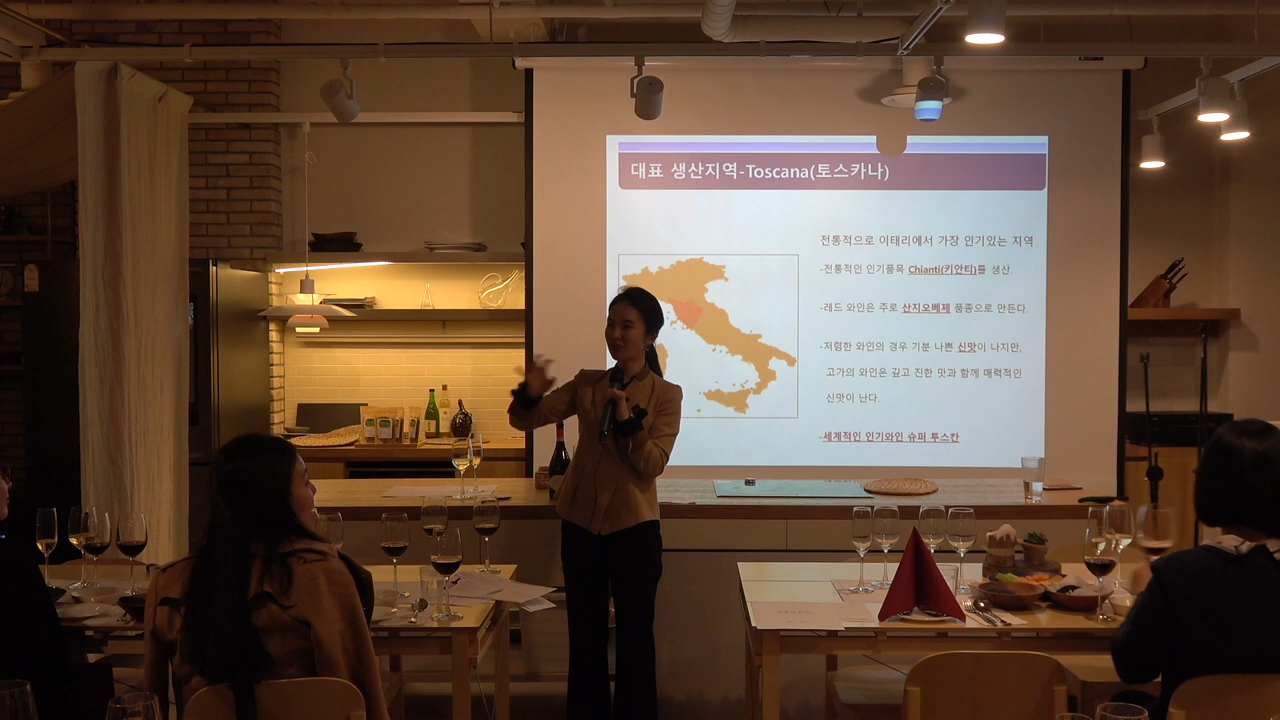 대표 생산지역-Toscana(토스카나)
전통적으로 이태리에서 가장 인기있는 지역
-전통적인 인기품목 Chianti(키안티)를 생산.
-레드 와인은 주로 산지오베제 품종으로 만든다.
-저렴한 와인의 경우 기분 나쁜 신맛이 나지만,
고가의 와인은 깊고 진한 맛과 함께 매력적인
신맛이 난다.
-세계적인 인기와인 슈퍼 투스칸